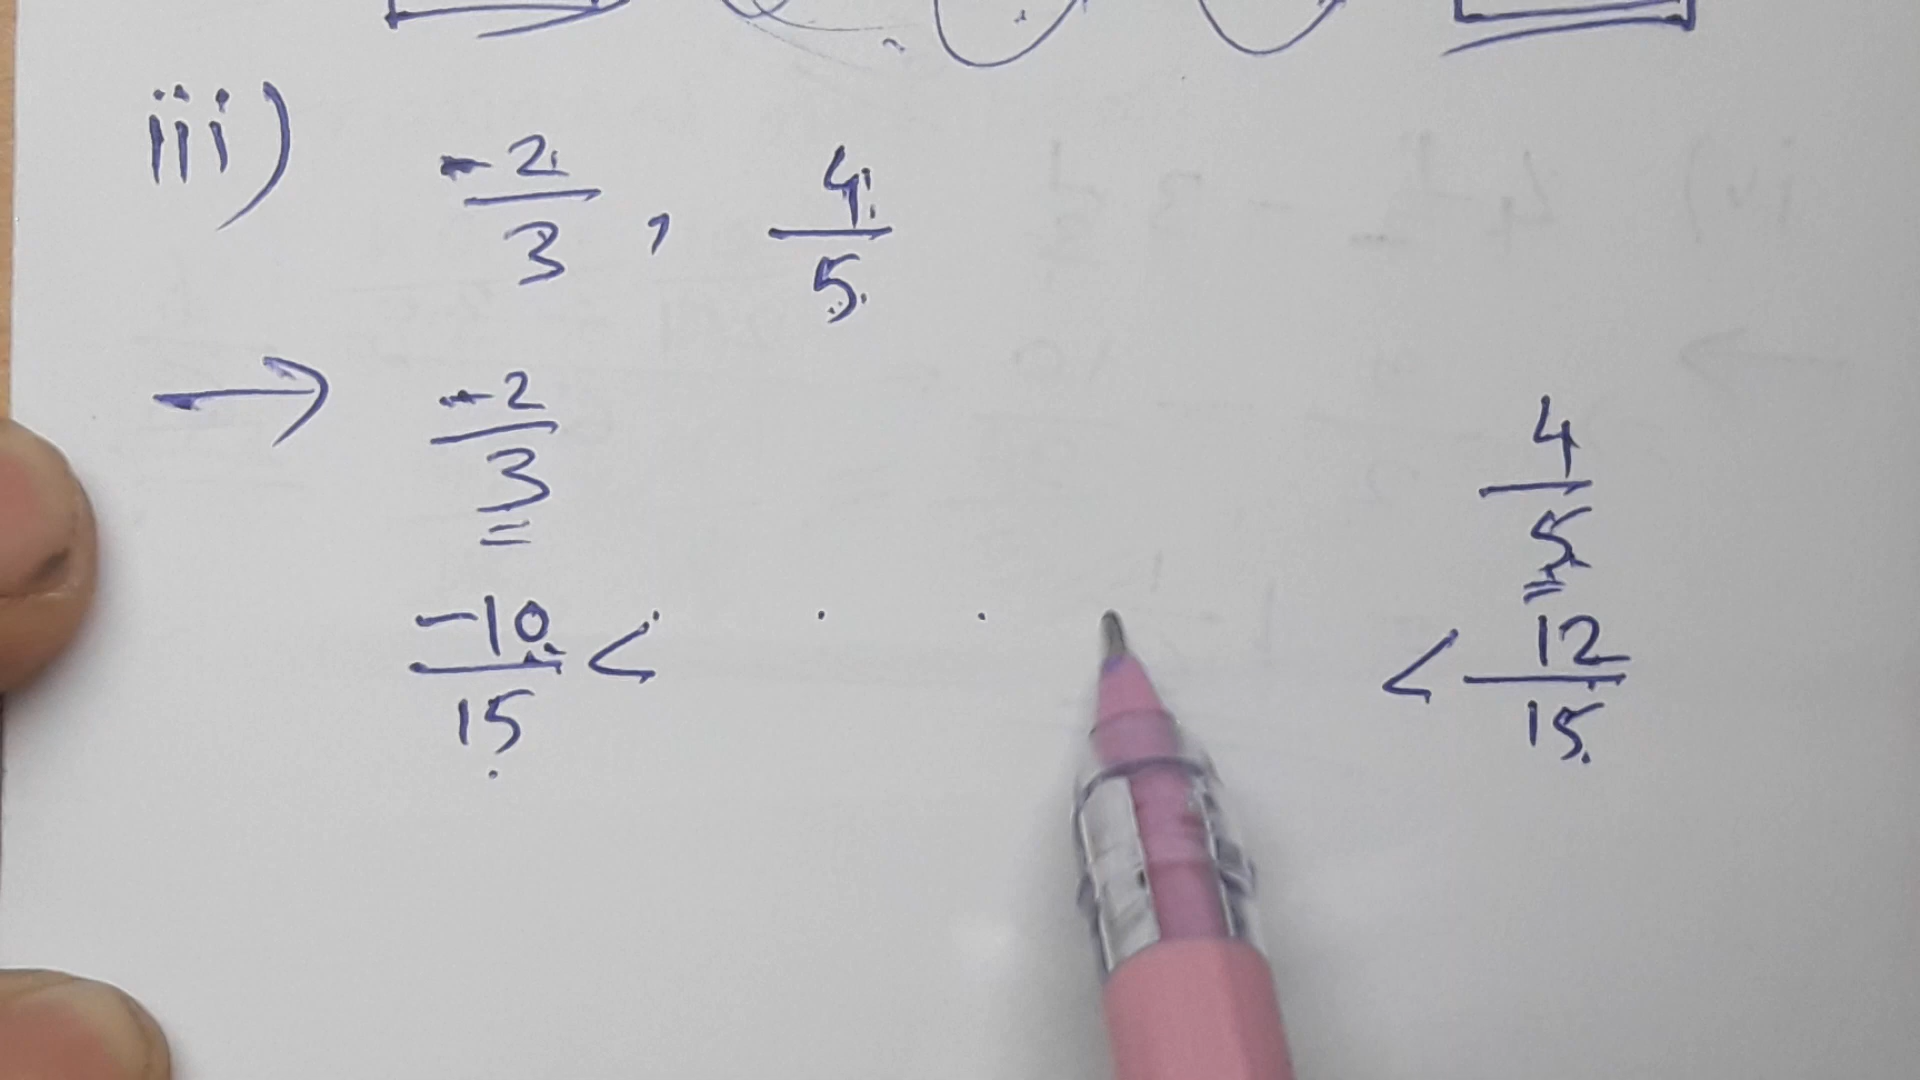 iii) -2/3 , 4/5
→ -2/3 4/5
-10/15 < . . < 12/15